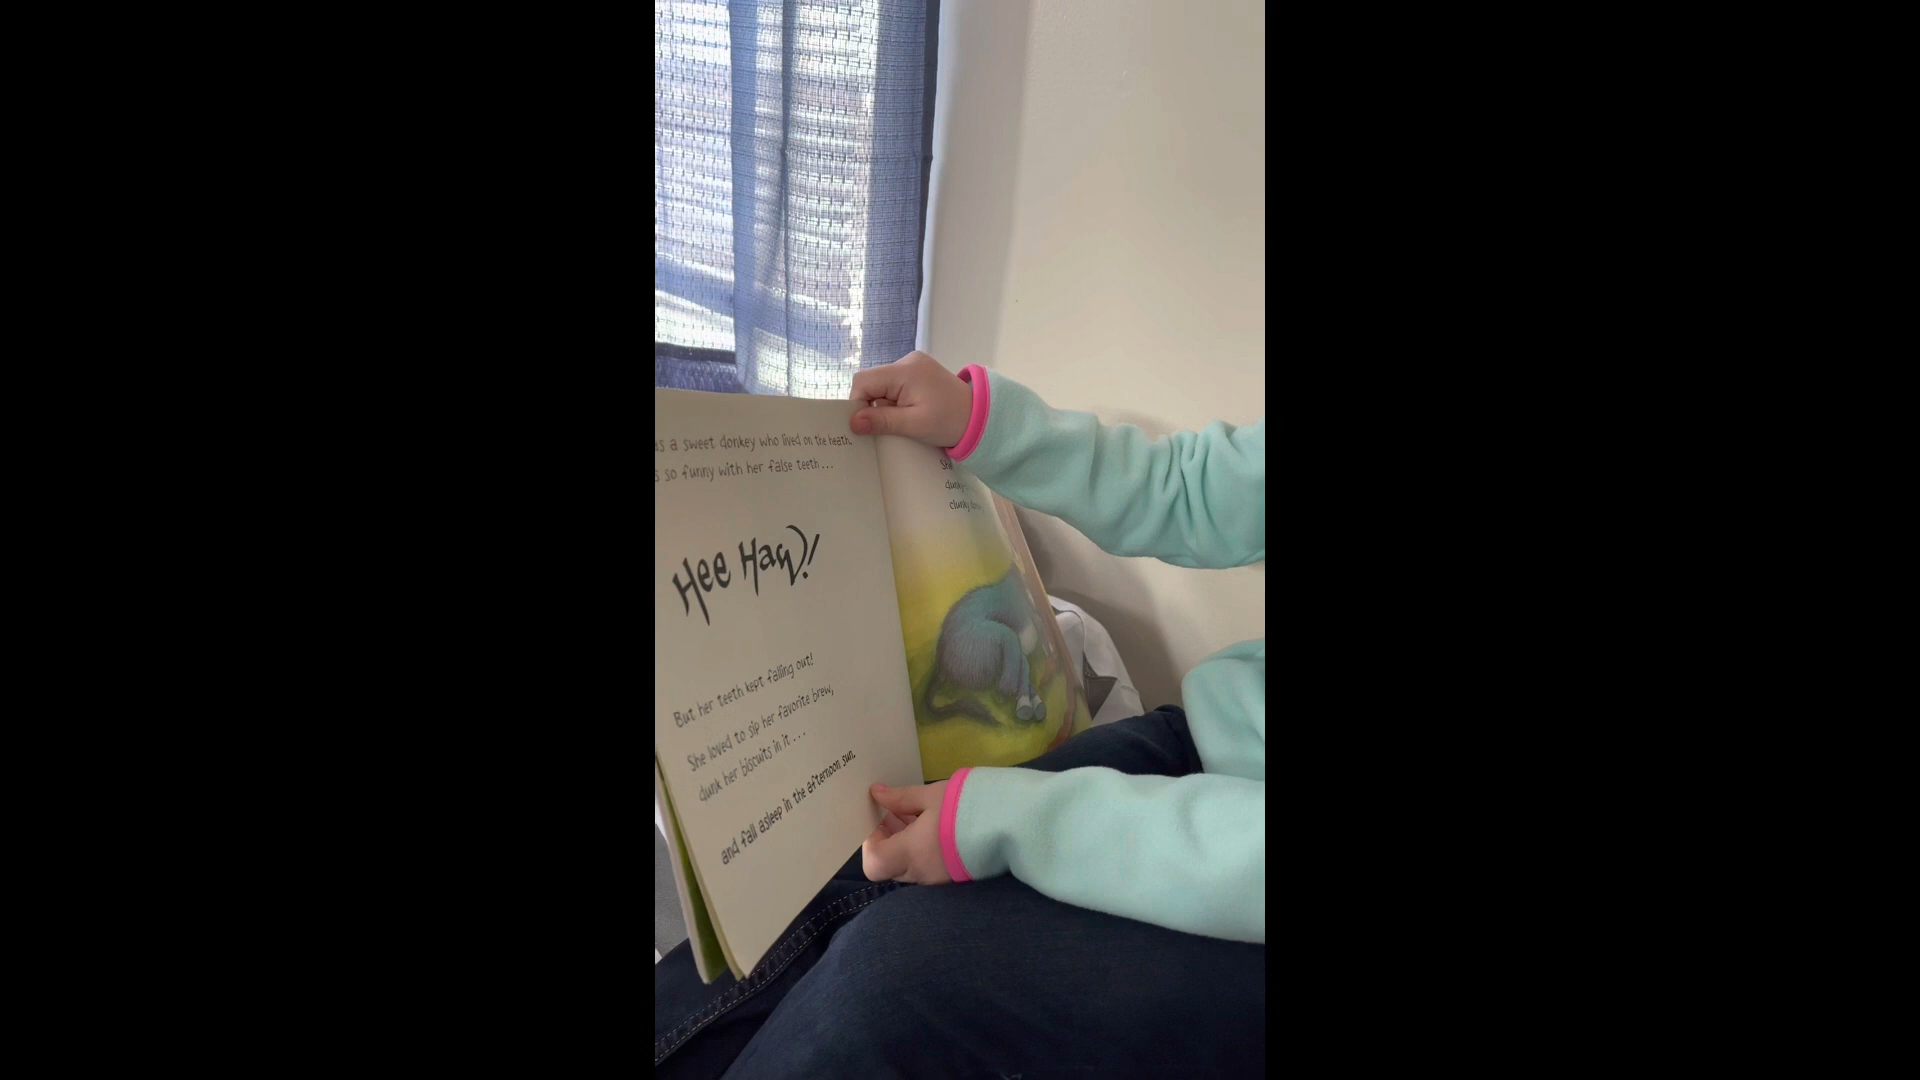 s a sweet donkey who lived on the heath.
s so funny with her false teeth...
Hee Haw!
But her teeth kept falling out!
She loved to sip her favorite brew,
dunk her biscuits in it...
and fall asleep in the afternoon sun.
clunky